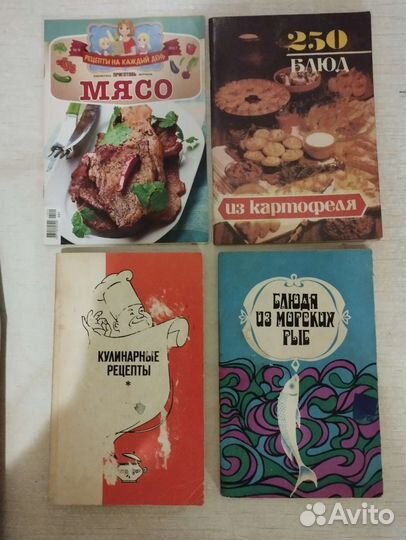 РЕЦЕПТЫ НА КАЖДЫЙ ДЕНЬ
ПРИГОТОВЬ
МЯСО
250
БЛЮД
из картофеля
КУЛИНАРНЫЕ
РЕЦЕПТЫ
*
БЛЮДА
ИЗ МОРСКИХ
РЫБ
Avito